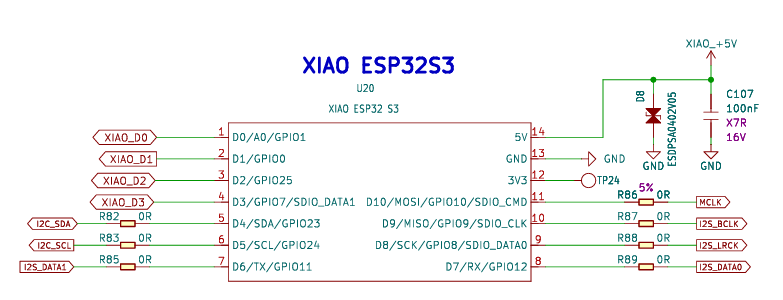 XIAO ESP32S3
U20
XIAO ESP32 S3
XIAO_+5V
D8
ESDPSA0402V05
C107
100nF
X7R
16V
GND
GND
XIAO_D0 1 D0/A0/GPIO1 5V 14
XIAO_D1 2 D1/GPIO0 GND 13 GND
XIAO_D2 3 D2/GPIO25 3V3 12 TP24
XIAO_D3 4 D3/GPIO7/SDIO_DATA1 D10/MOSI/GPIO10/SDIO_CMD 11 R86 5% 0R MCLK
I2C_SDA R82 0R 5 D4/SDA/GPIO23 D9/MISO/GPIO9/SDIO_CLK 10 R87 0R I2S_BCLK
I2C_SCL R83 0R 6 D5/SCL/GPIO24 D8/SCK/GPIO8/SDIO_DATA0 9 R88 0R I2S_LRCK
I2S_DATA1 R85 0R 7 D6/TX/GPIO11 D7/RX/GPIO12 8 R89 0R I2S_DATA0